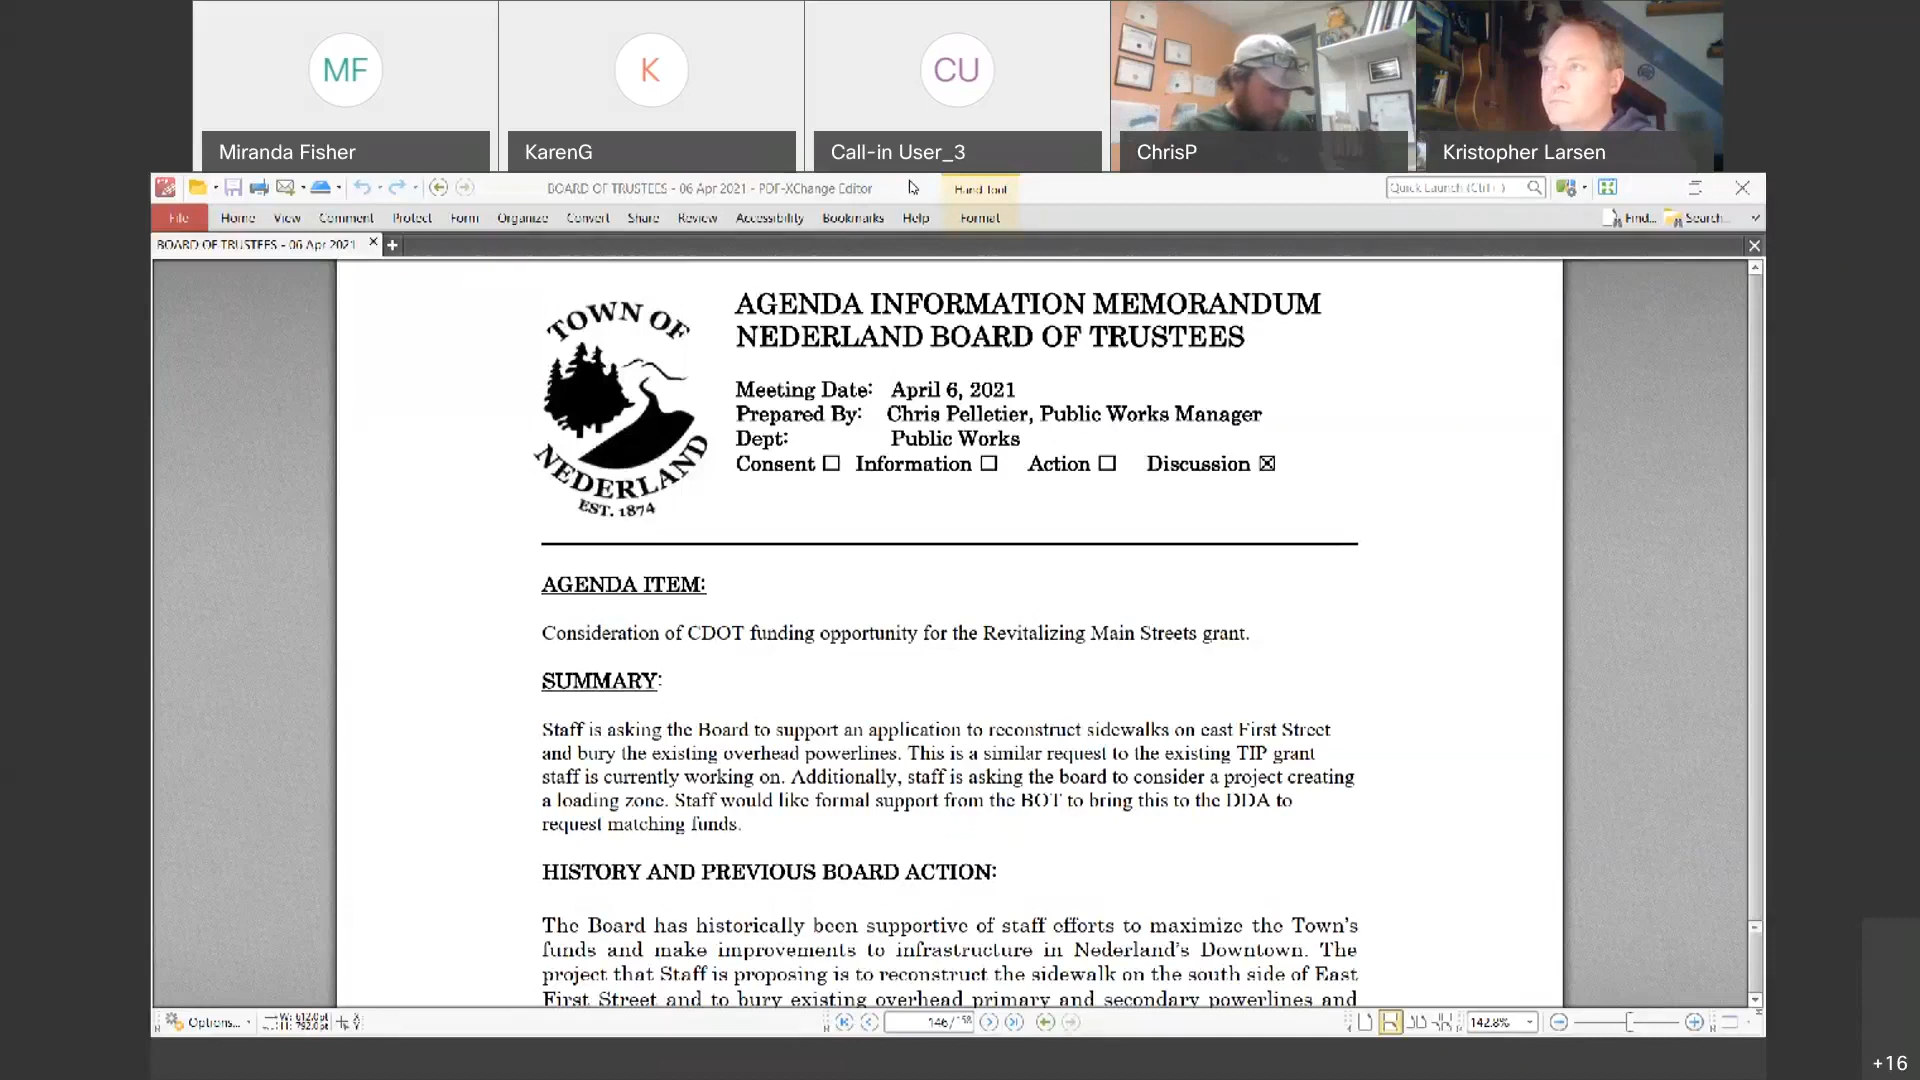 MF
K
CU
Miranda Fisher
KarenG
Call-in User_3
ChrisP
Kristopher Larsen
BOARD OF TRUSTEES - 06 Apr 2021 - PDF-XChange Editor
Hand Tool
Quick Launch (Ctrl+.)
File Home View Comment Protect Form Organize Convert Share Review Accessibility Bookmarks Help Format
Find... Search...
BOARD OF TRUSTEES - 06 Apr 2021
TOWN OF
NEDERLAND
EST. 1874
AGENDA INFORMATION MEMORANDUM
NEDERLAND BOARD OF TRUSTEES
Meeting Date: April 6, 2021
Prepared By: Chris Pelletier, Public Works Manager
Dept: Public Works
Consent ☐ Information ☐ Action ☐ Discussion ☒
AGENDA ITEM:
Consideration of CDOT funding opportunity for the Revitalizing Main Streets grant.
SUMMARY:
Staff is asking the Board to support an application to reconstruct sidewalks on east First Street
and bury the existing overhead powerlines. This is a similar request to the existing TIP grant
staff is currently working on. Additionally, staff is asking the board to consider a project creating
a loading zone. Staff would like formal support from the BOT to bring this to the DDA to
request matching funds.
HISTORY AND PREVIOUS BOARD ACTION:
The Board has historically been supportive of staff efforts to maximize the Town's
funds and make improvements to infrastructure in Nederland's Downtown. The
project that Staff is proposing is to reconstruct the sidewalk on the south side of East
First Street and to bury existing overhead primary and secondary powerlines and
Options...
W: 612.0pt
H: 792.0pt
X:
Y:
146/158
142.8%
+16